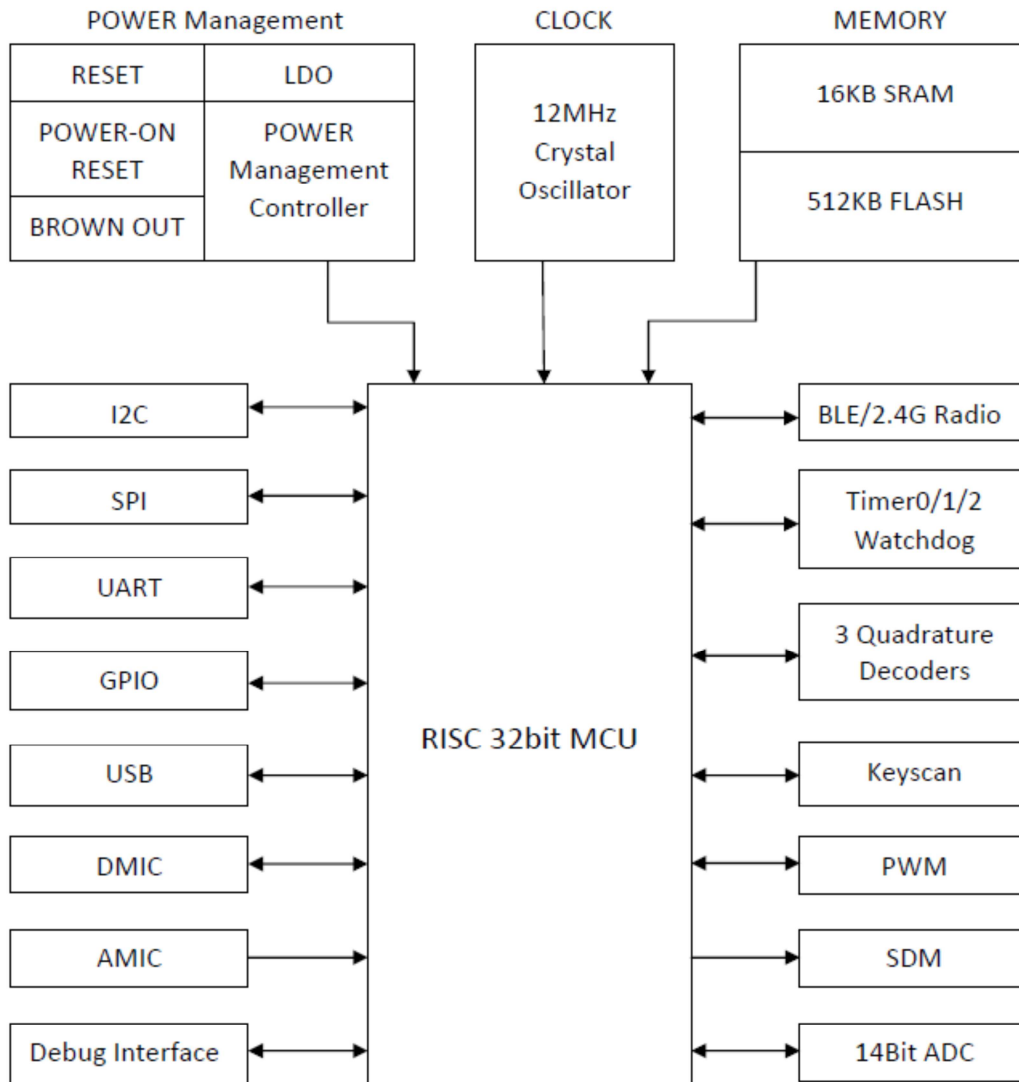 POWER Management
CLOCK
MEMORY
RESET
LDO
POWER-ON
RESET
BROWN OUT
POWER
Management
Controller
12MHz
Crystal
Oscillator
16KB SRAM
512KB FLASH
I2C
SPI
UART
GPIO
USB
DMIC
AMIC
Debug Interface
RISC 32bit MCU
BLE/2.4G Radio
Timer0/1/2
Watchdog
3 Quadrature
Decoders
Keyscan
PWM
SDM
14Bit ADC